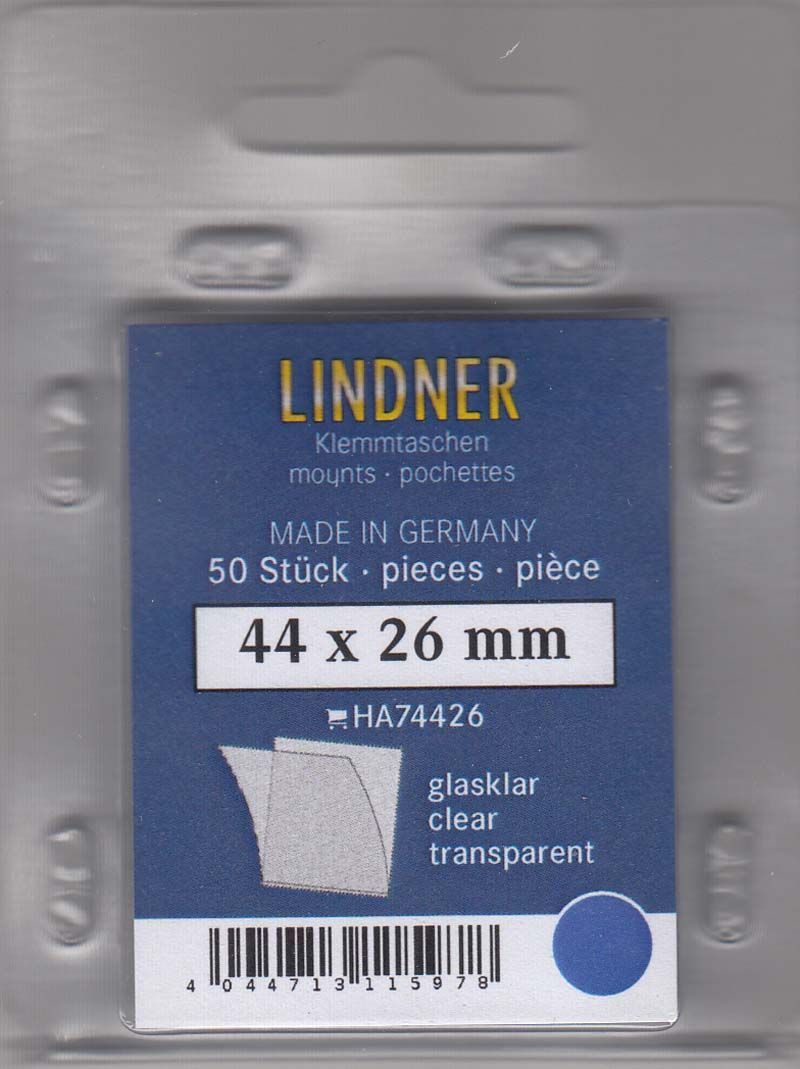 LINDNER
Klemmtaschen
mounts · pochettes
MADE IN GERMANY
50 Stück · pieces · pièce
44 x 26 mm
HA74426
glasklar
clear
transparent
4 044713 115978